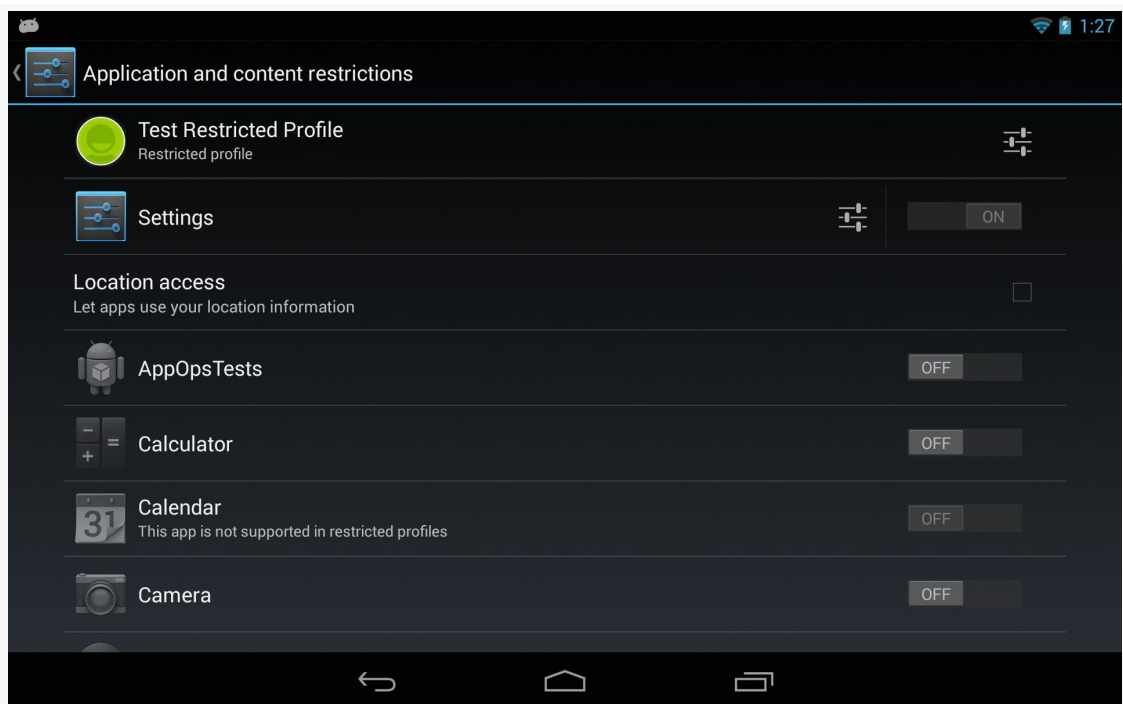 1:27
Application and content restrictions
Test Restricted Profile
Restricted profile
Settings
ON
Location access
Let apps use your location information
AppOpsTests
OFF
Calculator
OFF
31
Calendar
This app is not supported in restricted profiles
OFF
Camera
OFF